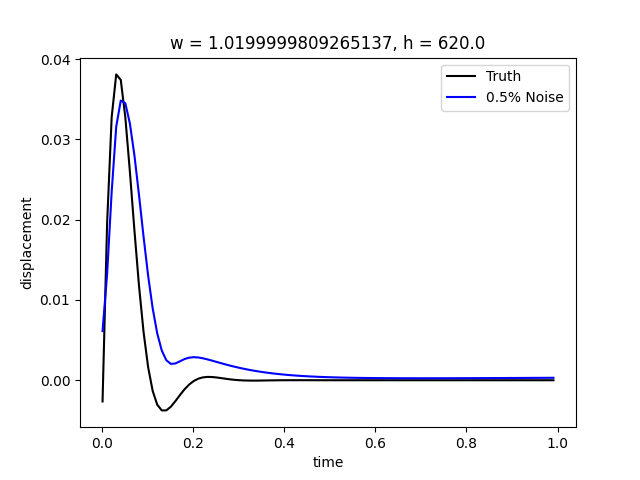 w = 1.0199999809265137, h = 620.0
Truth
0.5% Noise
displacement
0.04
0.03
0.02
0.01
0.00
0.0 0.2 0.4 0.6 0.8 1.0
time